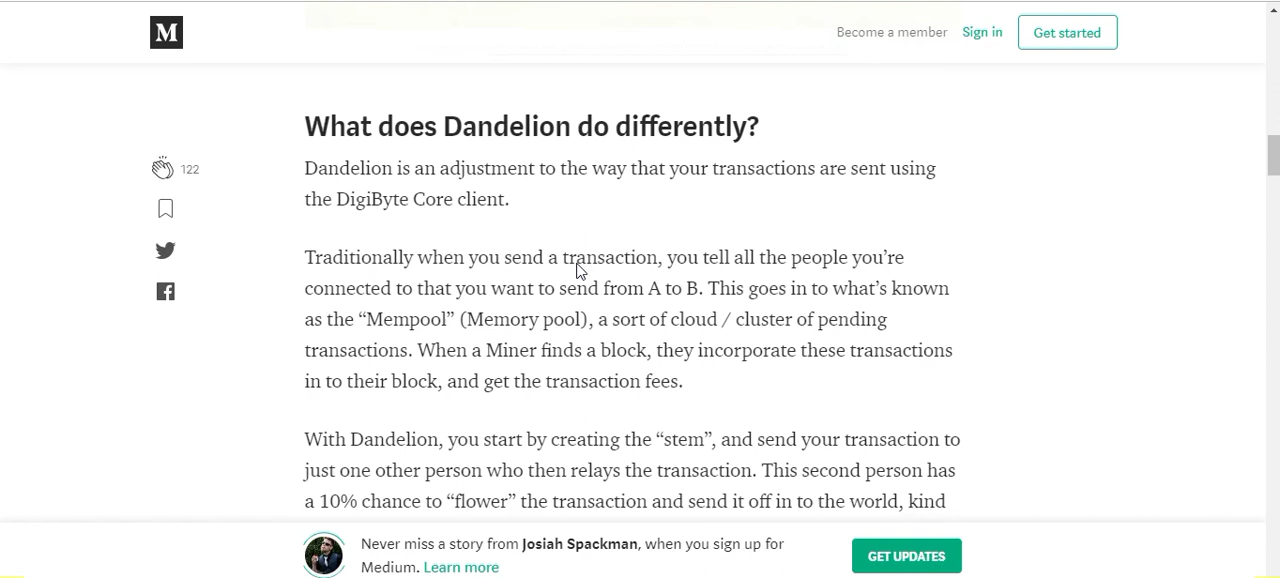 M
Become a member
Sign in
Get started
What does Dandelion do differently?
Dandelion is an adjustment to the way that your transactions are sent using
the DigiByte Core client.
122
Traditionally when you send a transaction, you tell all the people you’re
connected to that you want to send from A to B. This goes in to what’s known
as the “Mempool” (Memory pool), a sort of cloud / cluster of pending
transactions. When a Miner finds a block, they incorporate these transactions
in to their block, and get the transaction fees.
With Dandelion, you start by creating the “stem”, and send your transaction to
just one other person who then relays the transaction. This second person has
a 10% chance to “flower” the transaction and send it off in to the world, kind
Never miss a story from Josiah Spackman, when you sign up for
Medium. Learn more
GET UPDATES